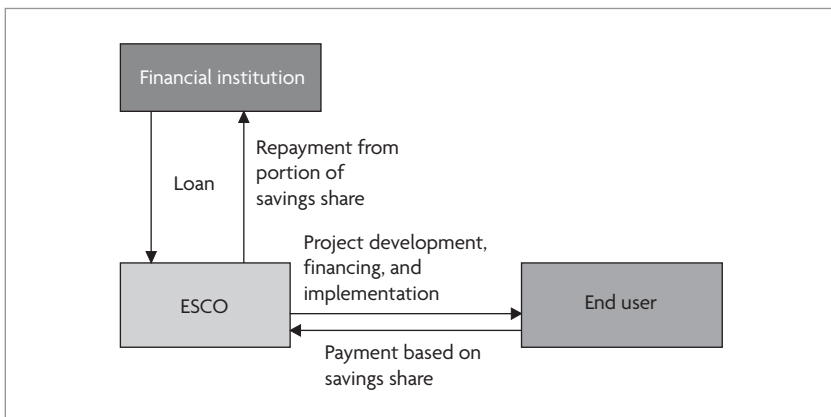 Financial institution
Loan
Repayment from
portion of
savings share
Project development,
financing, and
implementation
ESCO
End user
Payment based on
savings share